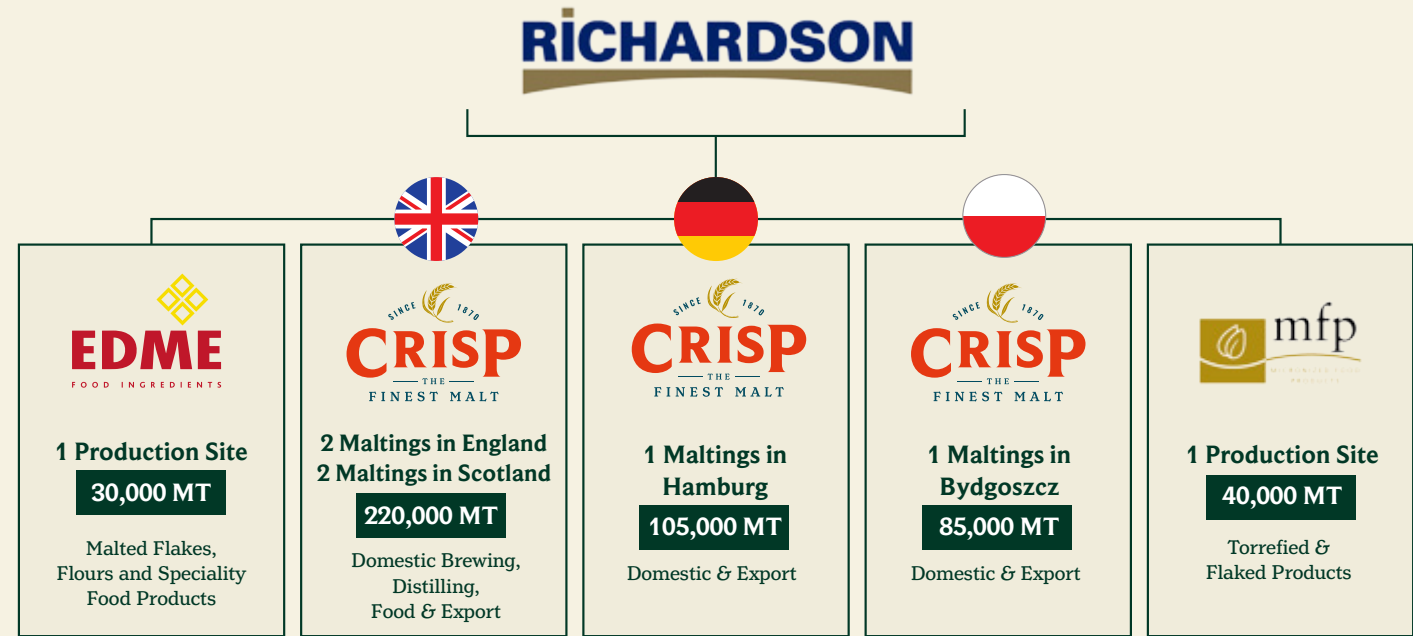 RiCHARDSON
EDME
FOOD INGREDIENTS
1 Production Site
30,000 MT
Malted Flakes,
Flours and Speciality
Food Products
SINCE 1870
CRISP
THE
FINEST MALT
2 Maltings in England
2 Maltings in Scotland
220,000 MT
Domestic Brewing,
Distilling,
Food & Export
SINCE 1870
CRISP
THE
FINEST MALT
1 Maltings in
Hamburg
105,000 MT
Domestic & Export
SINCE 1870
CRISP
THE
FINEST MALT
1 Maltings in
Bydgoszcz
85,000 MT
Domestic & Export
mfp
MICRONIZED FOOD
PRODUCTS
1 Production Site
40,000 MT
Torrefied &
Flaked Products